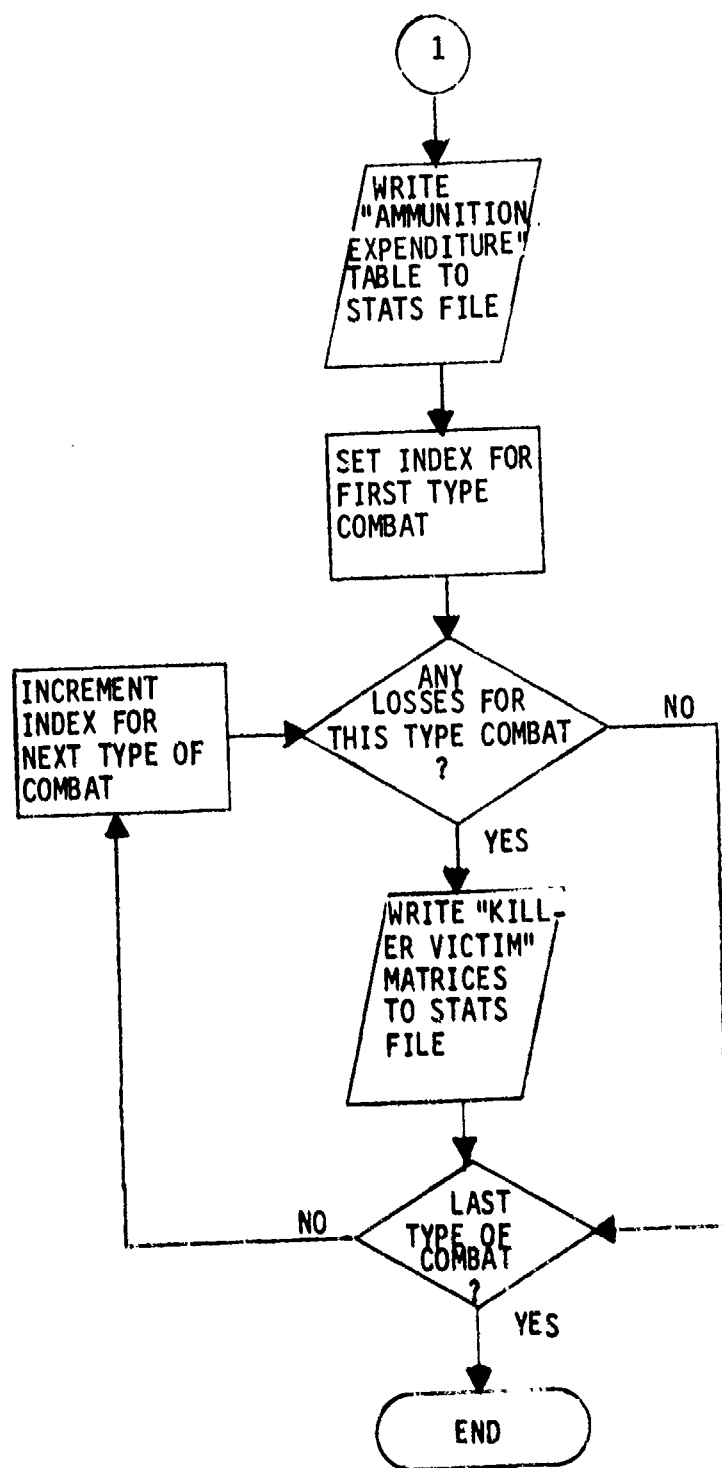 1
WRITE
"AMMUNITION
EXPENDITURE"
TABLE TO
STATS FILE
SET INDEX FOR
FIRST TYPE
COMBAT
INCREMENT
INDEX FOR
NEXT TYPE OF
COMBAT
ANY
LOSSES FOR
THIS TYPE COMBAT
?
NO
YES
WRITE "KILL-
ER VICTIM"
MATRICES
TO STATS
FILE
NO
LAST
TYPE OF
COMBAT
?
YES
END